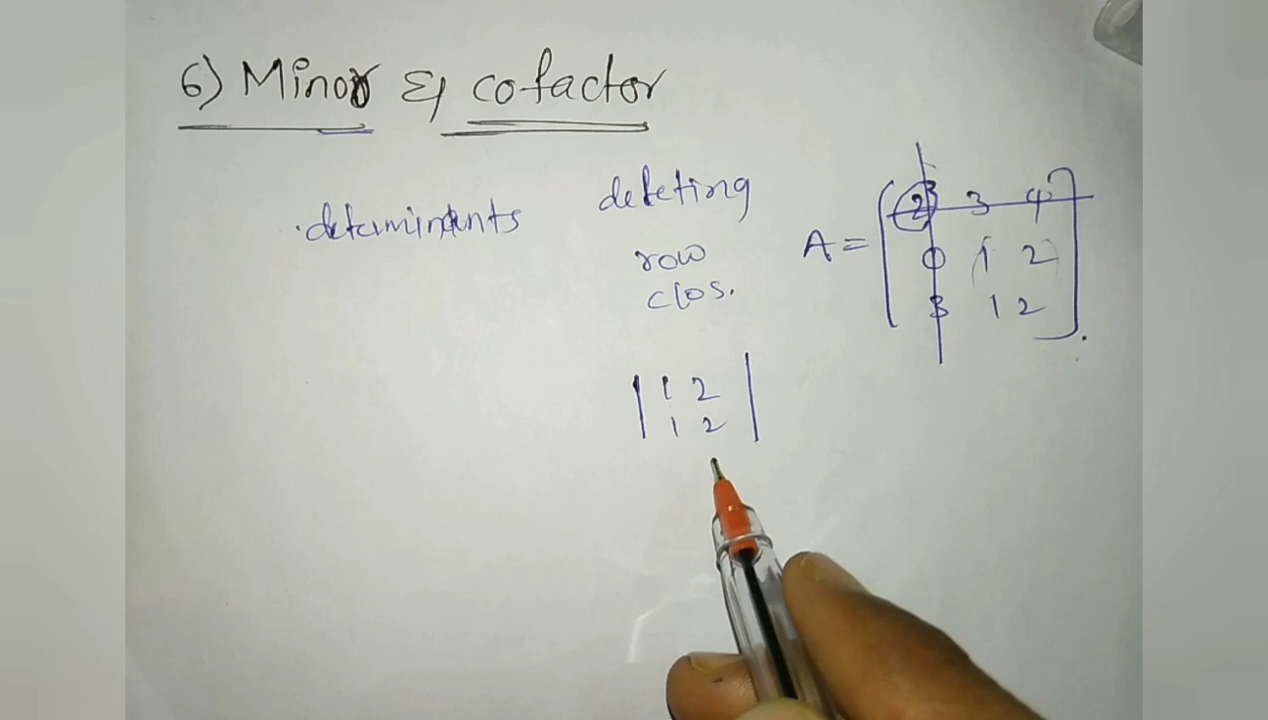 6) Minor & cofactor
determinants
deleting
row
clos.
A =
2 3 4
0 1 2
3 1 2
| 1 2 |
| 1 2 |